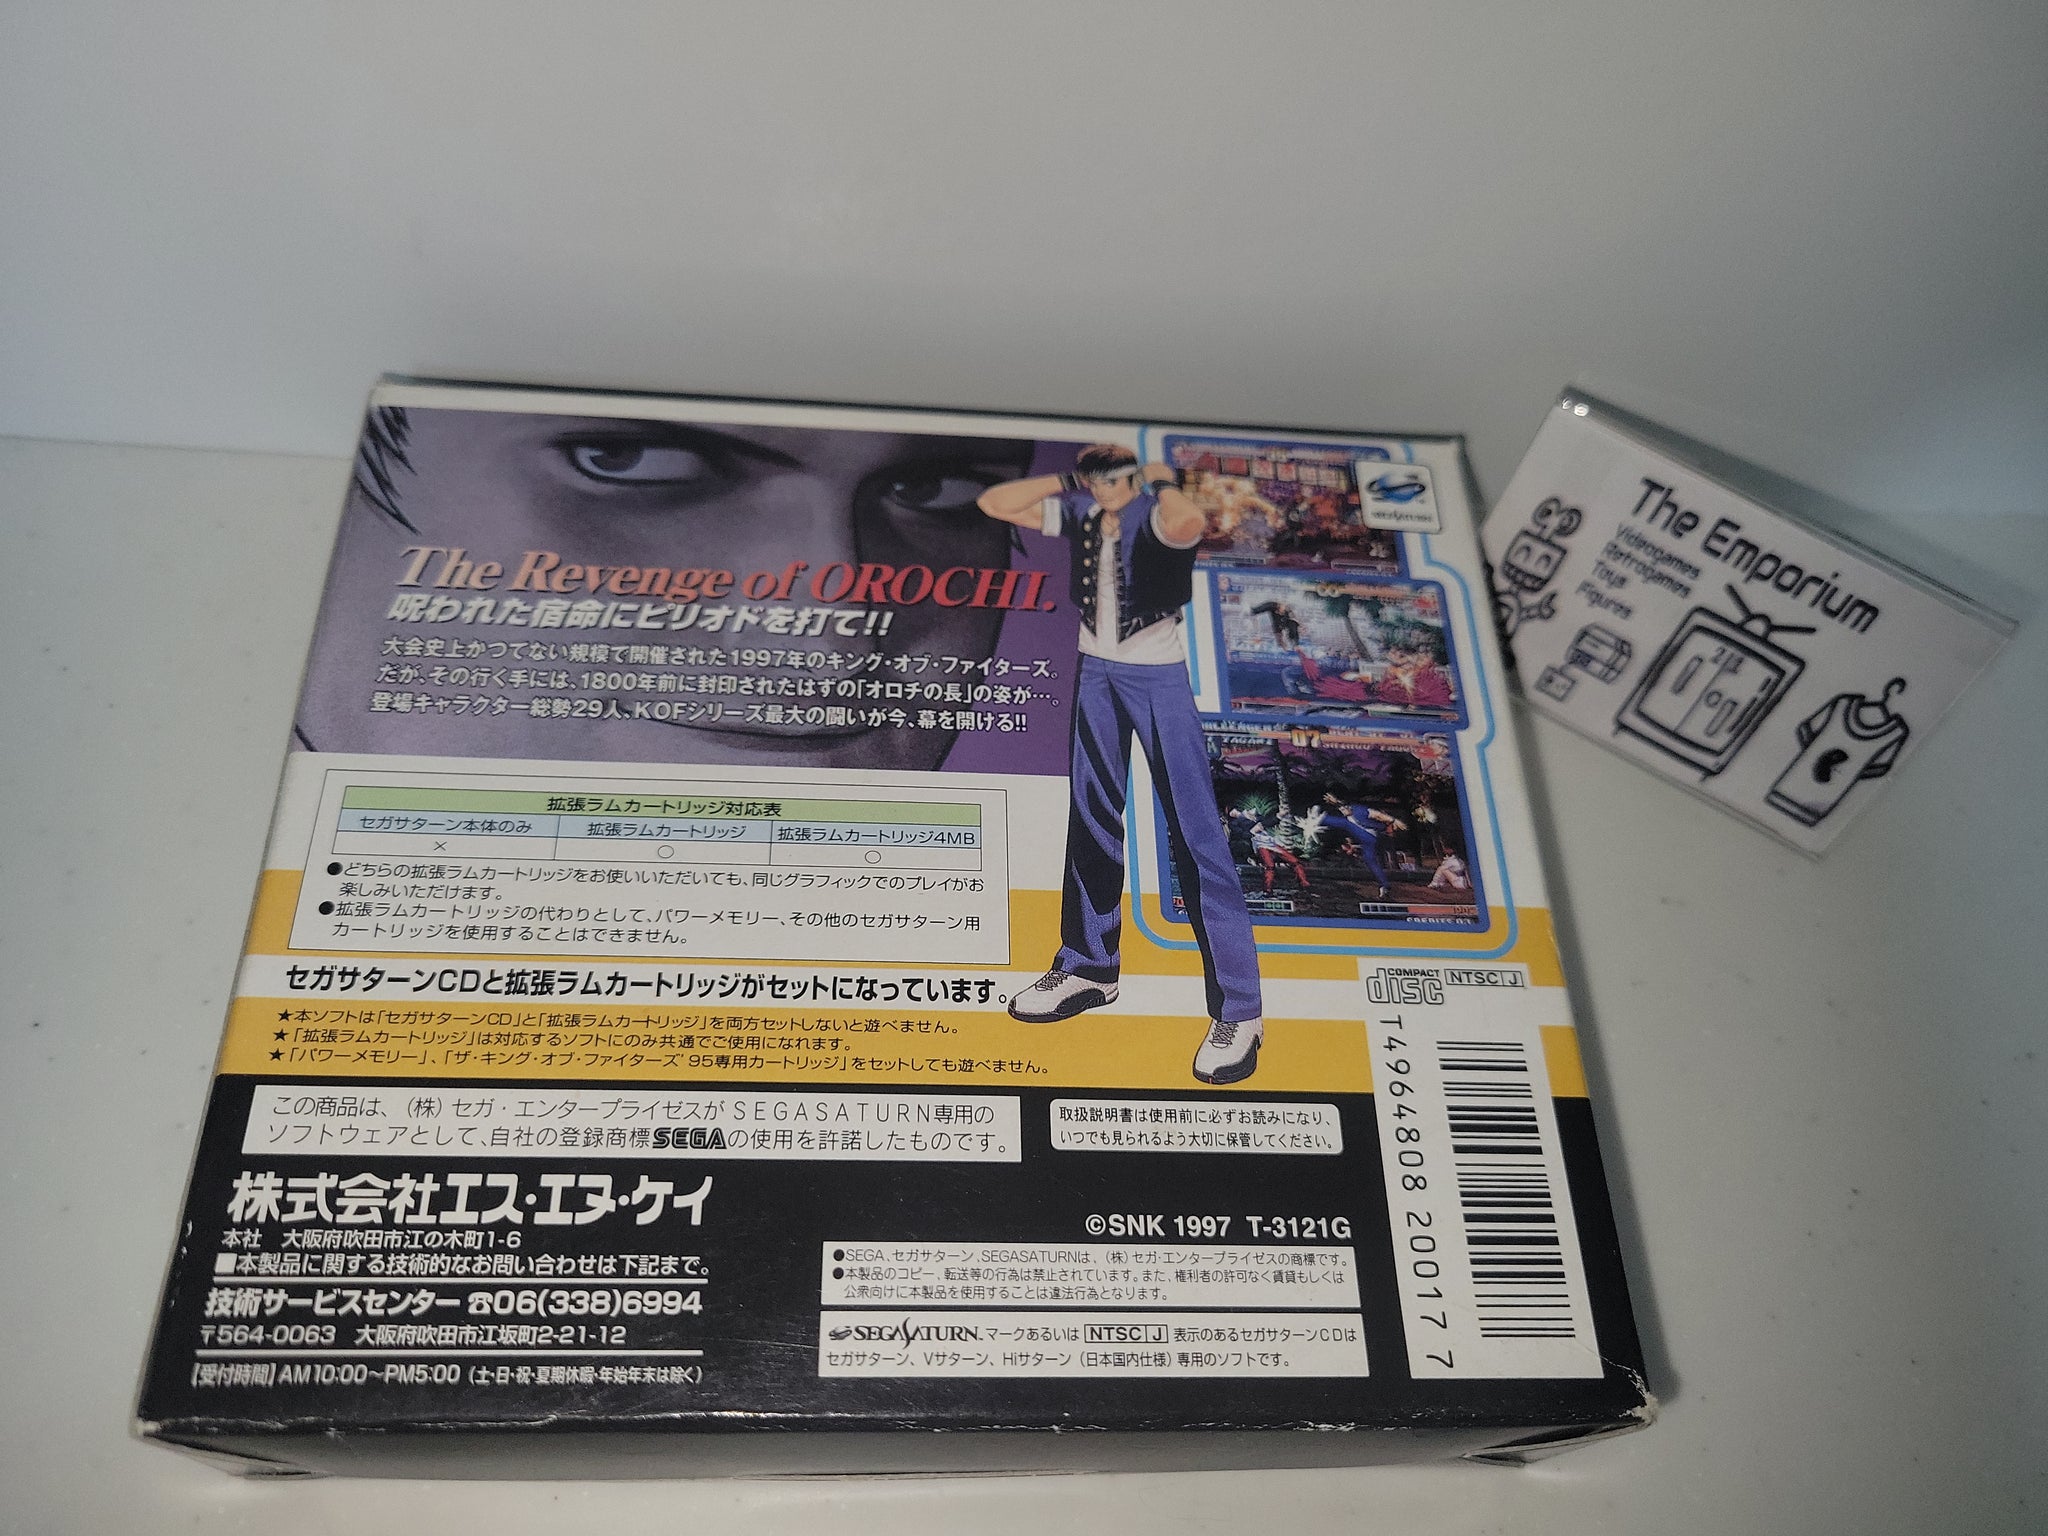 The Revenge of OROCHI.
呪われた宿命にピリオドを打て!!
大会史上かつてない規模で開催された1997年のキング・オブ・ファイターズ。
だが、その行く手には、1800年前に封印されたはずの「オロチの長」の姿が…。
登場キャラクター総勢29人、KOFシリーズ最大の闘いが今、幕を開ける!!
拡張ラムカートリッジ対応表
セガサターン本体のみ 拡張ラムカートリッジ 拡張ラムカートリッジ4MB
× ○ ○
●どちらの拡張ラムカートリッジをお使いいただいても、同じグラフィックでのプレイがお
楽しみいただけます。
●拡張ラムカートリッジの代わりとして、パワーメモリー、その他のセガサターン用
カートリッジを使用することはできません。
セガサターンCDと拡張ラムカートリッジがセットになっています。
★本ソフトは「セガサターンCD」と「拡張ラムカートリッジ」を両方セットしないと遊べません。
★「拡張ラムカートリッジ」は対応するソフトにのみ共通でご使用になれます。
★「パワーメモリー」、「ザ・キング・オブ・ファイターズ'95専用カートリッジ」をセットしても遊べません。
この商品は、(株)セガ・エンタープライゼスがSEGASATURN専用の
ソフトウェアとして、自社の登録商標SEGAの使用を許諾したものです。
取扱説明書は使用前に必ずお読みになり、
いつでも見られるよう大切に保管してください。
株式会社エス・エヌ・ケイ
本社 大阪府吹田市江の木町1-6
■本製品に関する技術的なお問い合わせは下記まで。
技術サービスセンター ☎06(338)6994
〒564-0063 大阪府吹田市江坂町2-21-12
【受付時間】AM10:00〜PM5:00 (土・日・祝・夏期休暇・年始年末は除く)
©SNK 1997 T-3121G
●SEGA、セガサターン、SEGASATURNは、(株)セガ・エンタープライゼスの商標です。
●本製品のコピー、転送等の行為は禁止されています。また、権利者の許可なく賃貸もしくは
公衆向けに本製品を使用することは違法行為となります。
SEGASATURN. マークあるいは NTSC J 表示のあるセガサターンCDは
セガサターン、Vサターン、Hiサターン(日本国内仕様)専用のソフトです。
COMPACT
disc
NTSC J
T4964808 20017 7
SEGASATURN
07
CREDITS 03
The Emporium
Videogames
Retrogames
Toys
Figures